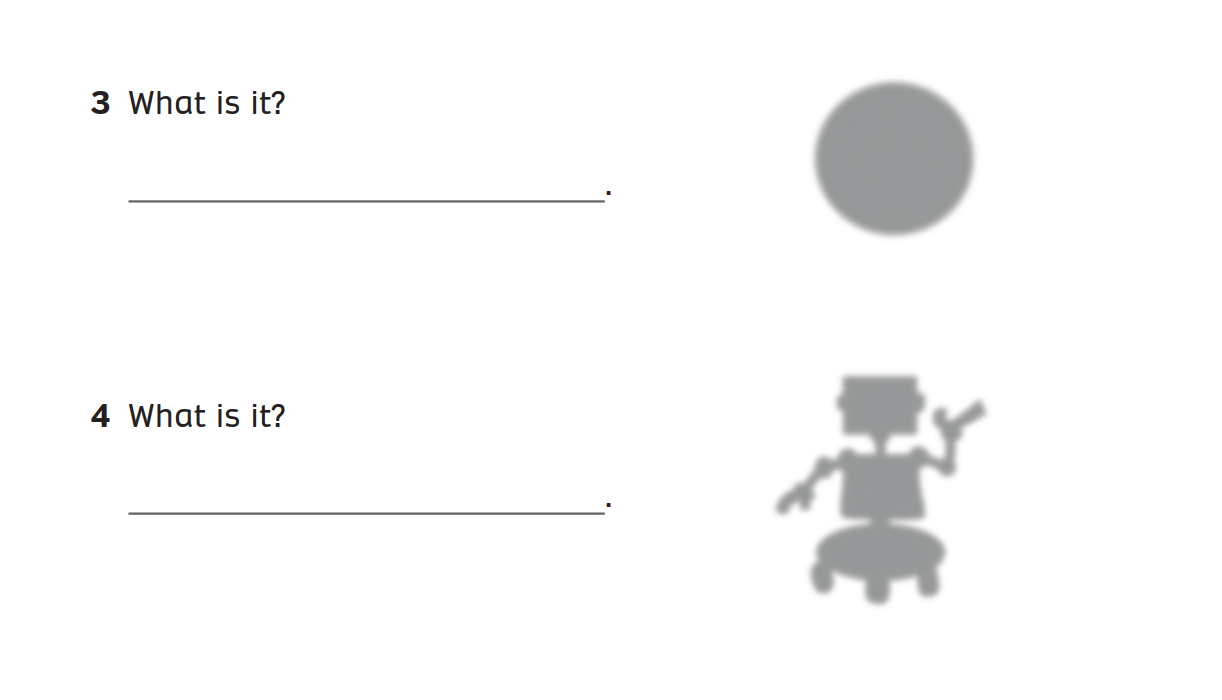 3 What is it?
.
4 What is it?
.